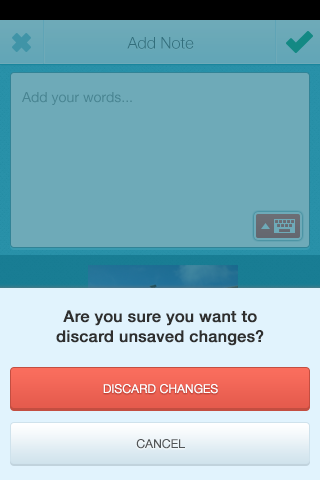 Add Note
Add your words...
Are you sure you want to
discard unsaved changes?
DISCARD CHANGES
CANCEL